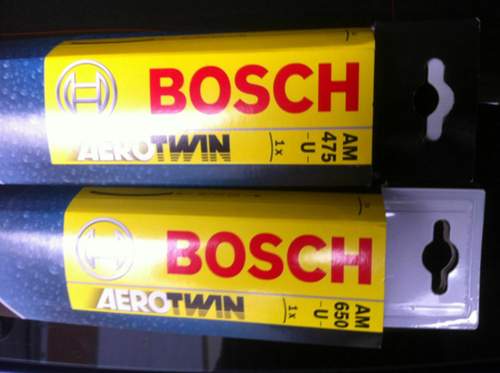 BOSCH
AEROTWIN
AM
475
U
1x
BOSCH
AEROTWIN
AM
650
U
1x